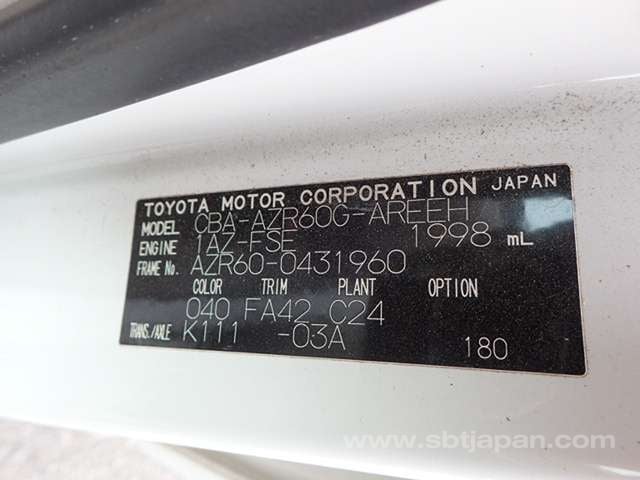 TOYOTA MOTOR CORPORATION JAPAN
MODEL CBA-AZR60G-AREEH
ENGINE 1AZ-FSE 1998 mL
FRAME No. AZR60-0431960
COLOR TRIM PLANT OPTION
040 FA42 C24
TRANS./AXLE K111 -03A 180
www.sbtjapan.com